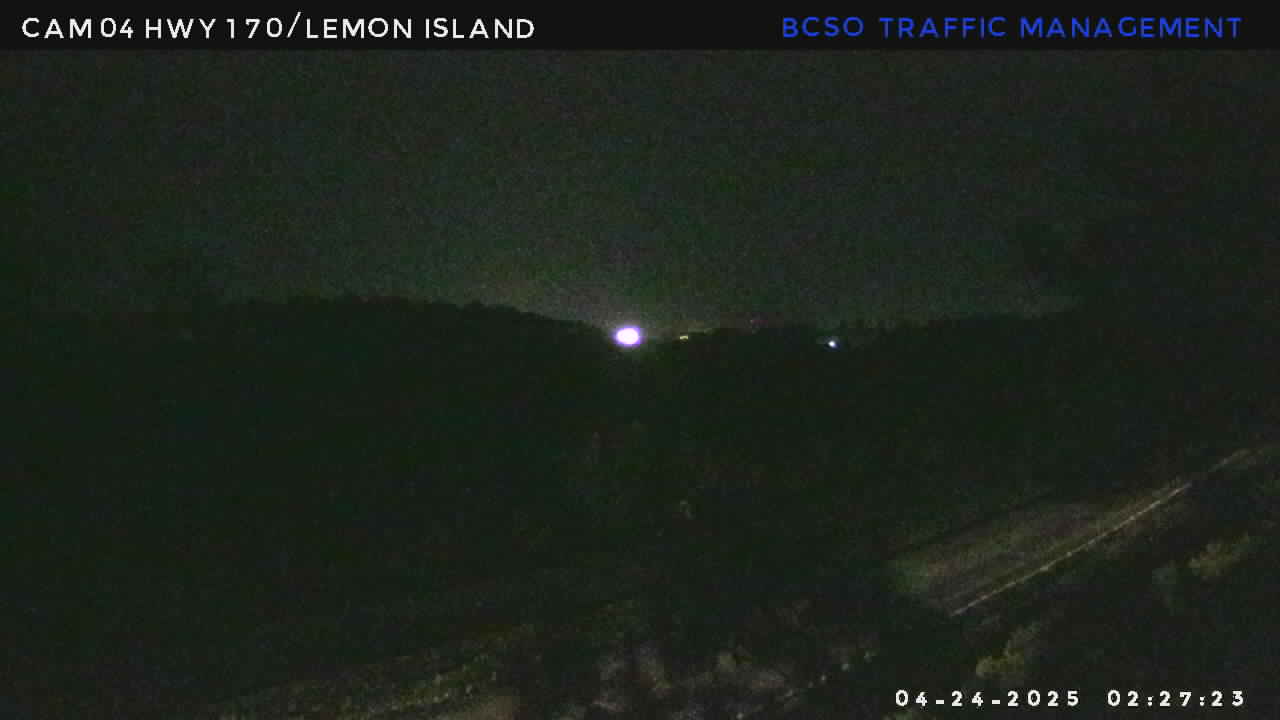 CAM04 HWY 170/LEMON ISLAND
BCSO TRAFFIC MANAGEMENT
04-24-2025 02:27:23